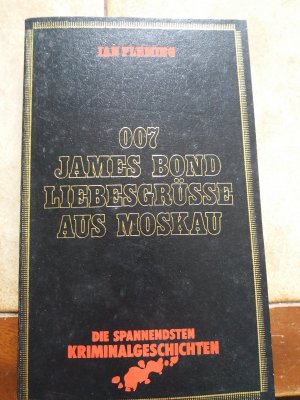 IAN FLEMING
007
JAMES BOND
LIEBESGRÜSSE
AUS MOSKAU
DIE SPANNENDSTEN
KRIMINALGESCHICHTEN